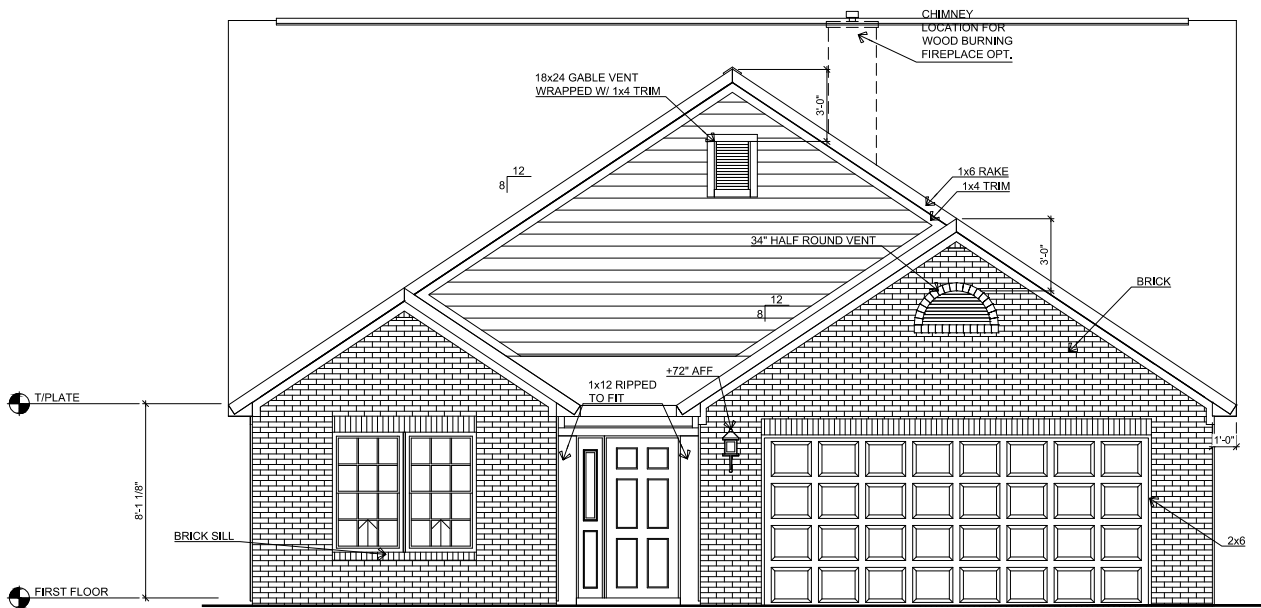 CHIMNEY
LOCATION FOR
WOOD BURNING
FIREPLACE OPT.
18x24 GABLE VENT
WRAPPED W/ 1x4 TRIM
3'-0"
12
8
1x6 RAKE
1x4 TRIM
34" HALF ROUND VENT
3'-0"
BRICK
12
8
+72" AFF
1x12 RIPPED
TO FIT
T/PLATE
1'-0"
8'-1 1/8"
BRICK SILL
2x6
FIRST FLOOR